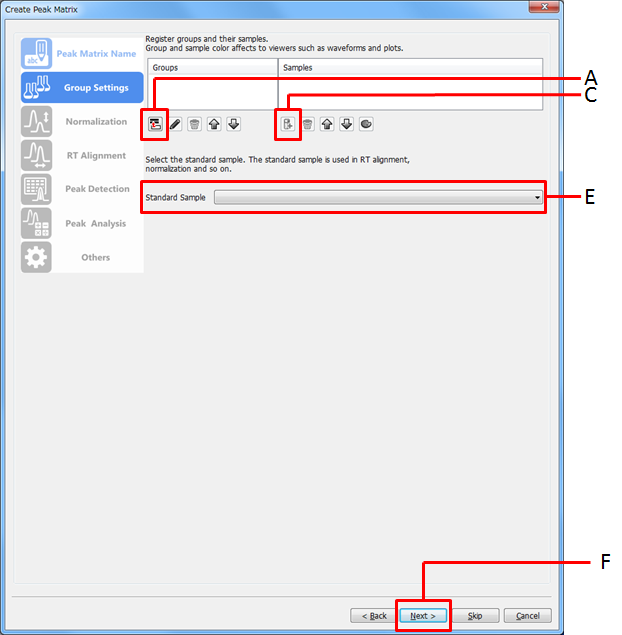 Create Peak Matrix
abc
Peak Matrix Name
Group Settings
Normalization
RT Alignment
Peak Detection
Peak Analysis
Others
Register groups and their samples.
Group and sample color affects to viewers such as waveforms and plots.
Groups
Samples
A
C
Select the standard sample. The standard sample is used in RT alignment,
normalization and so on.
Standard Sample
E
F
< Back
Next >
Skip
Cancel